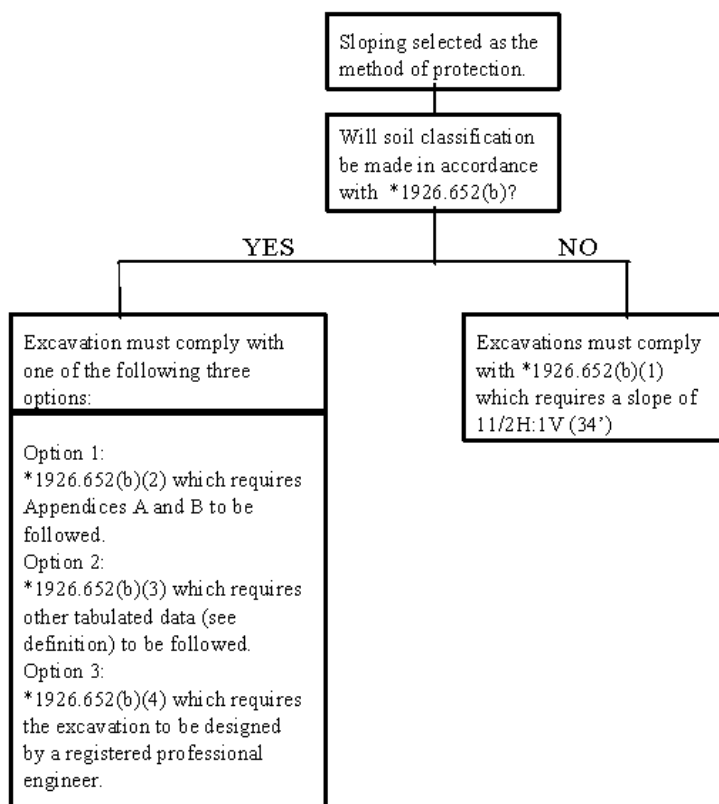 Sloping selected as the
method of protection.
Will soil classification
be made in accordance
with *1926.652(b)?
YES
NO
Excavation must comply with
one of the following three
options:
Option 1:
*1926.652(b)(2) which requires
Appendices A and B to be
followed.
Option 2:
*1926.652(b)(3) which requires
other tabulated data (see
definition) to be followed.
Option 3:
*1926.652(b)(4) which requires
the excavation to be designed
by a registered professional
engineer.
Excavations must comply
with *1926.652(b)(1)
which requires a slope of
11/2H:1V (34’)